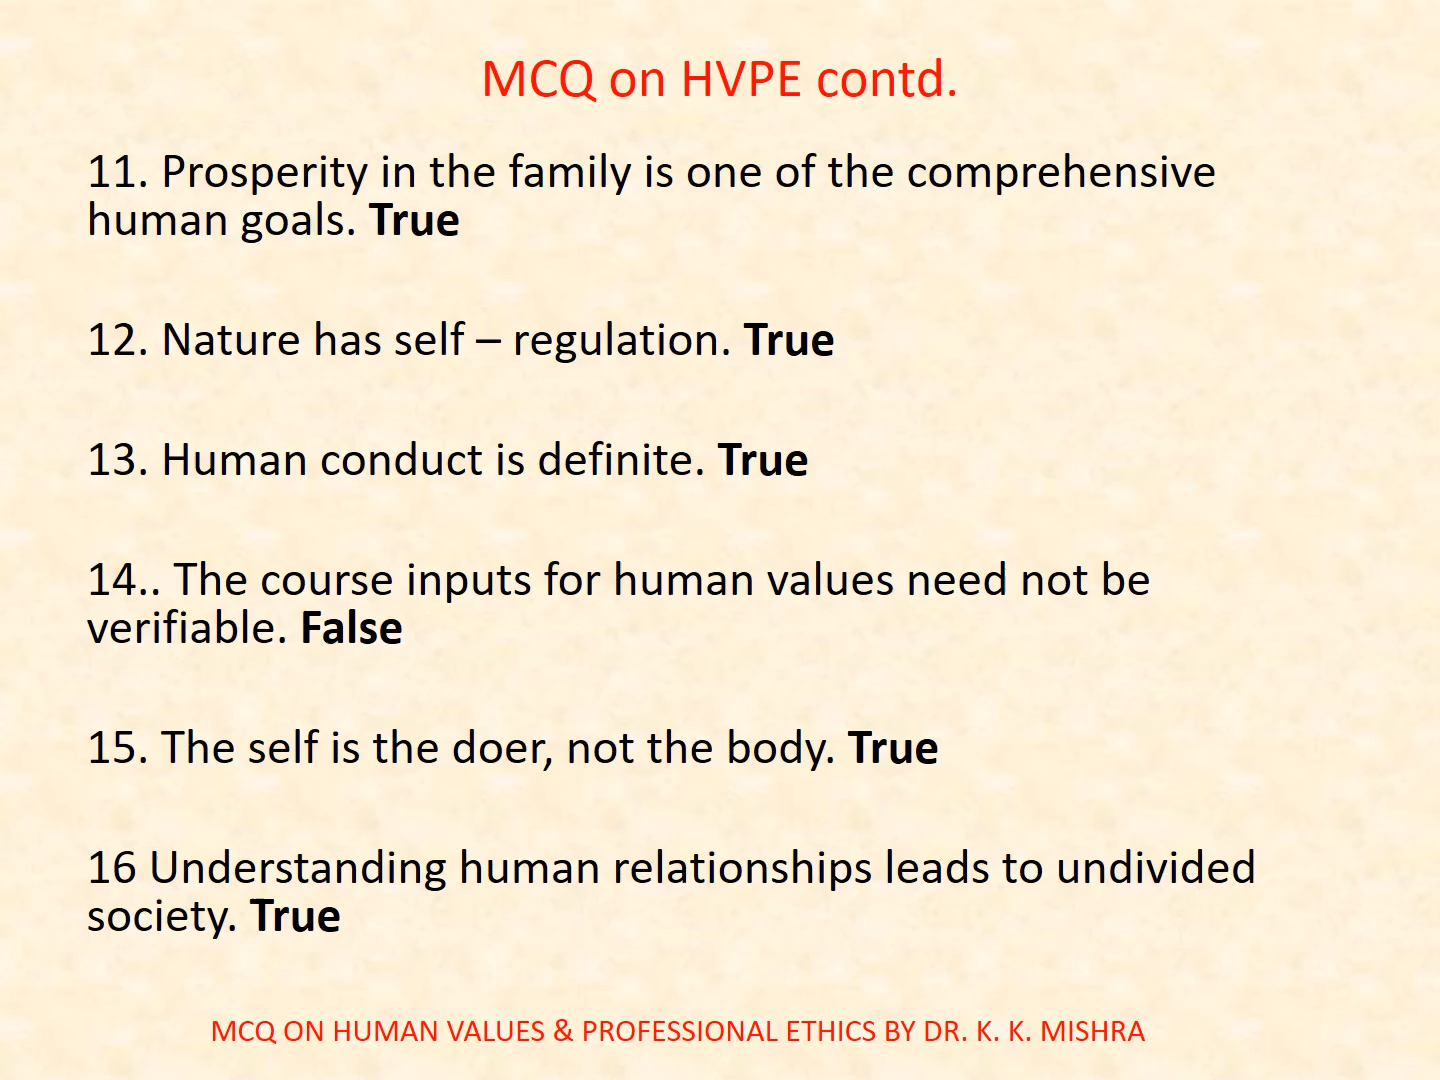 MCQ on HVPE contd.
11. Prosperity in the family is one of the comprehensive
human goals. True
12. Nature has self – regulation. True
13. Human conduct is definite. True
14.. The course inputs for human values need not be
verifiable. False
15. The self is the doer, not the body. True
16 Understanding human relationships leads to undivided
society. True
MCQ ON HUMAN VALUES & PROFESSIONAL ETHICS BY DR. K. K. MISHRA